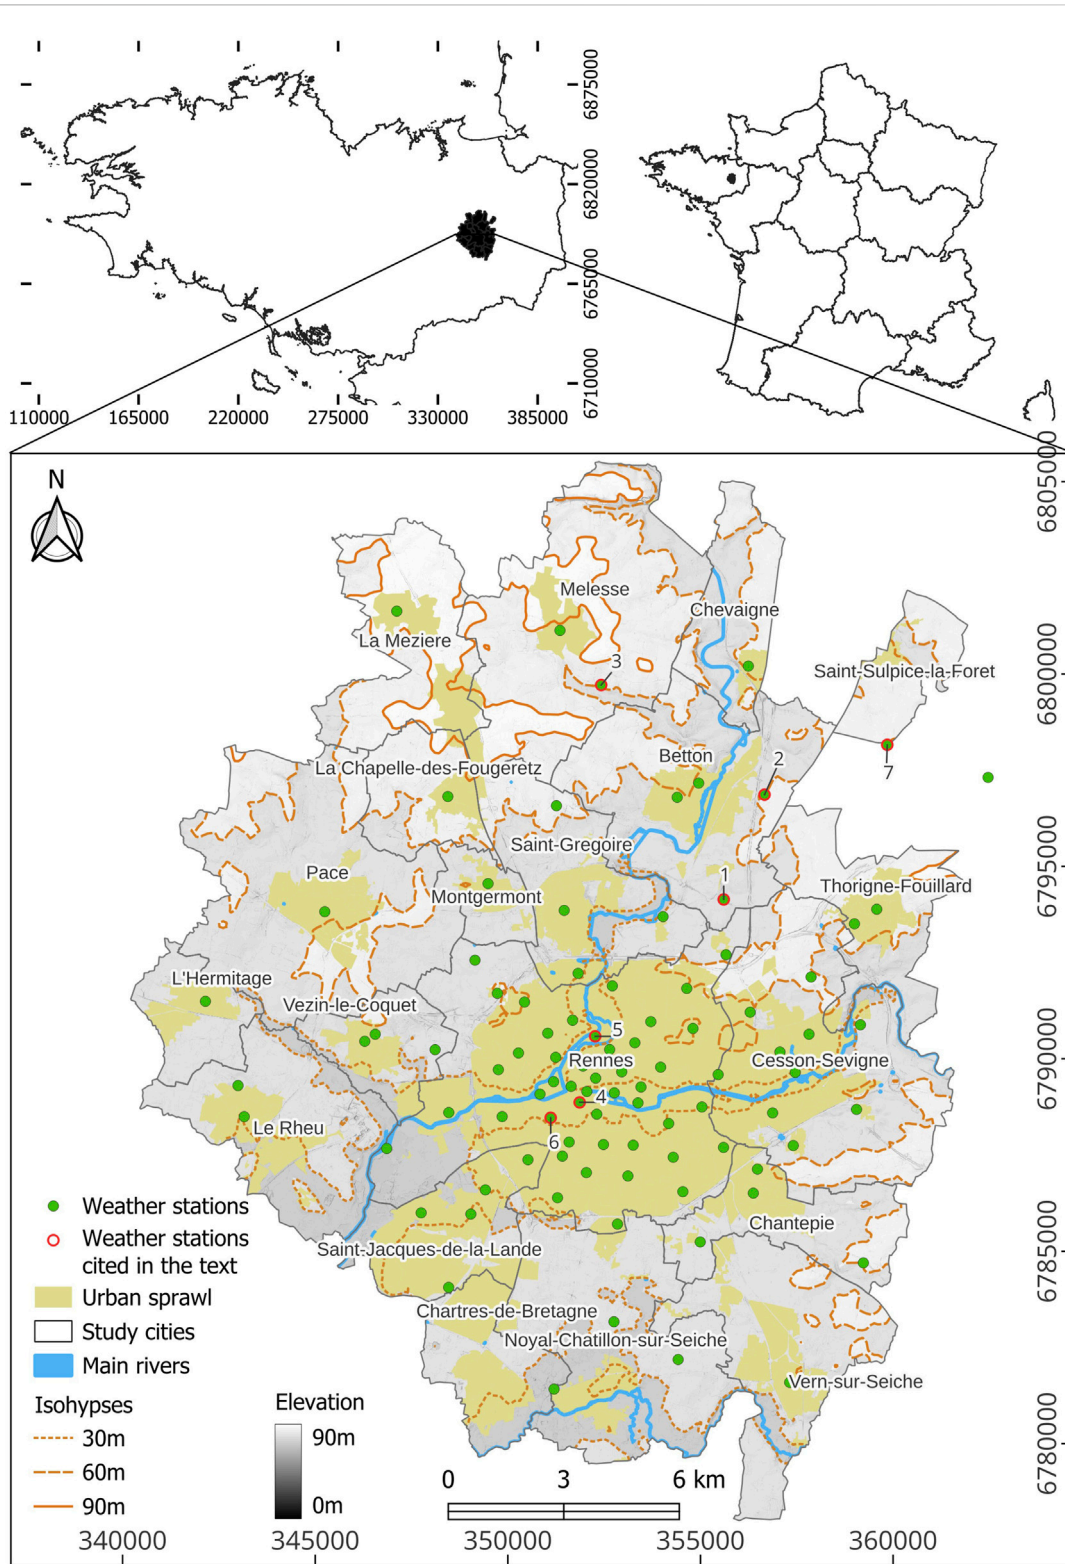 6875000
6820000
6765000
6710000
110000 165000 220000 275000 330000 385000
N
6805000
6800000
6795000
6790000
6785000
6780000
Melesse
Chevaigne
La Meziere
3
Saint-Sulpice-la-Foret
Betton
2
7
La Chapelle-des-Fougeretz
Saint-Gregoire
Pace
1
Thorigne-Fouillard
Montgermont
L'Hermitage
Vezin-le-Coquet
5
Rennes
Cesson-Sevigne
4
Le Rheu
6
Chantepie
Saint-Jacques-de-la-Lande
Chartres-de-Bretagne
Noyal-Chatillon-sur-Seiche
Vern-sur-Seiche
Weather stations
Weather stations
cited in the text
Urban sprawl
Study cities
Main rivers
Isohypses
30m
60m
90m
Elevation
90m
0m
0 3 6 km
340000 345000 350000 355000 360000